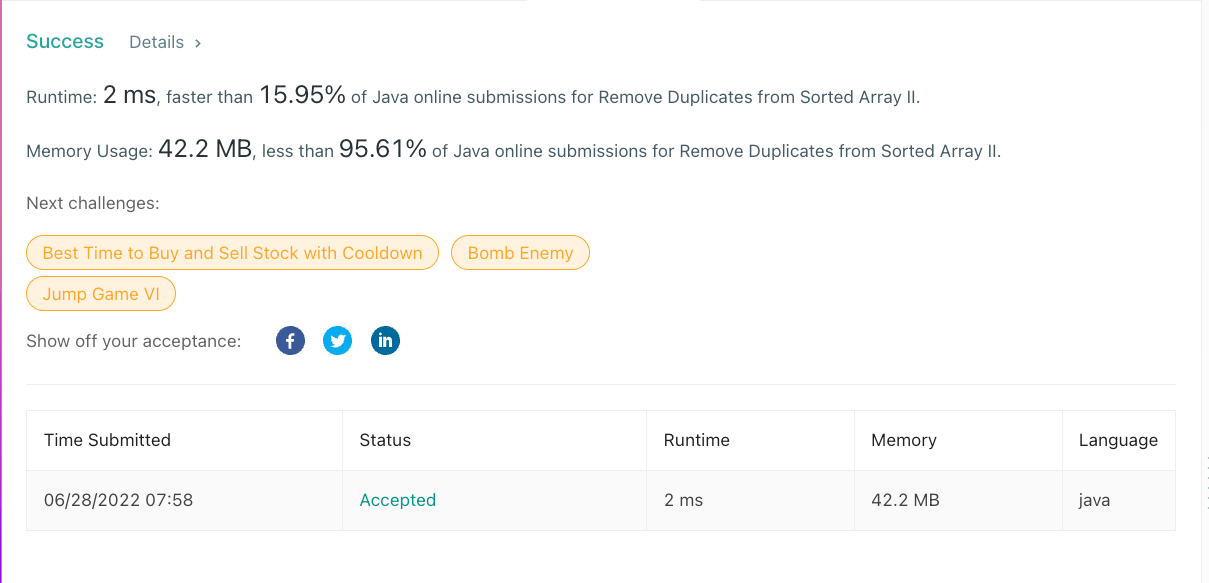 Success Details >
Runtime: 2 ms, faster than 15.95% of Java online submissions for Remove Duplicates from Sorted Array II.
Memory Usage: 42.2 MB, less than 95.61% of Java online submissions for Remove Duplicates from Sorted Array II.
Next challenges:
Best Time to Buy and Sell Stock with Cooldown Bomb Enemy
Jump Game VI
Show off your acceptance: f in
Time Submitted Status Runtime Memory Language
06/28/2022 07:58 Accepted 2 ms 42.2 MB java